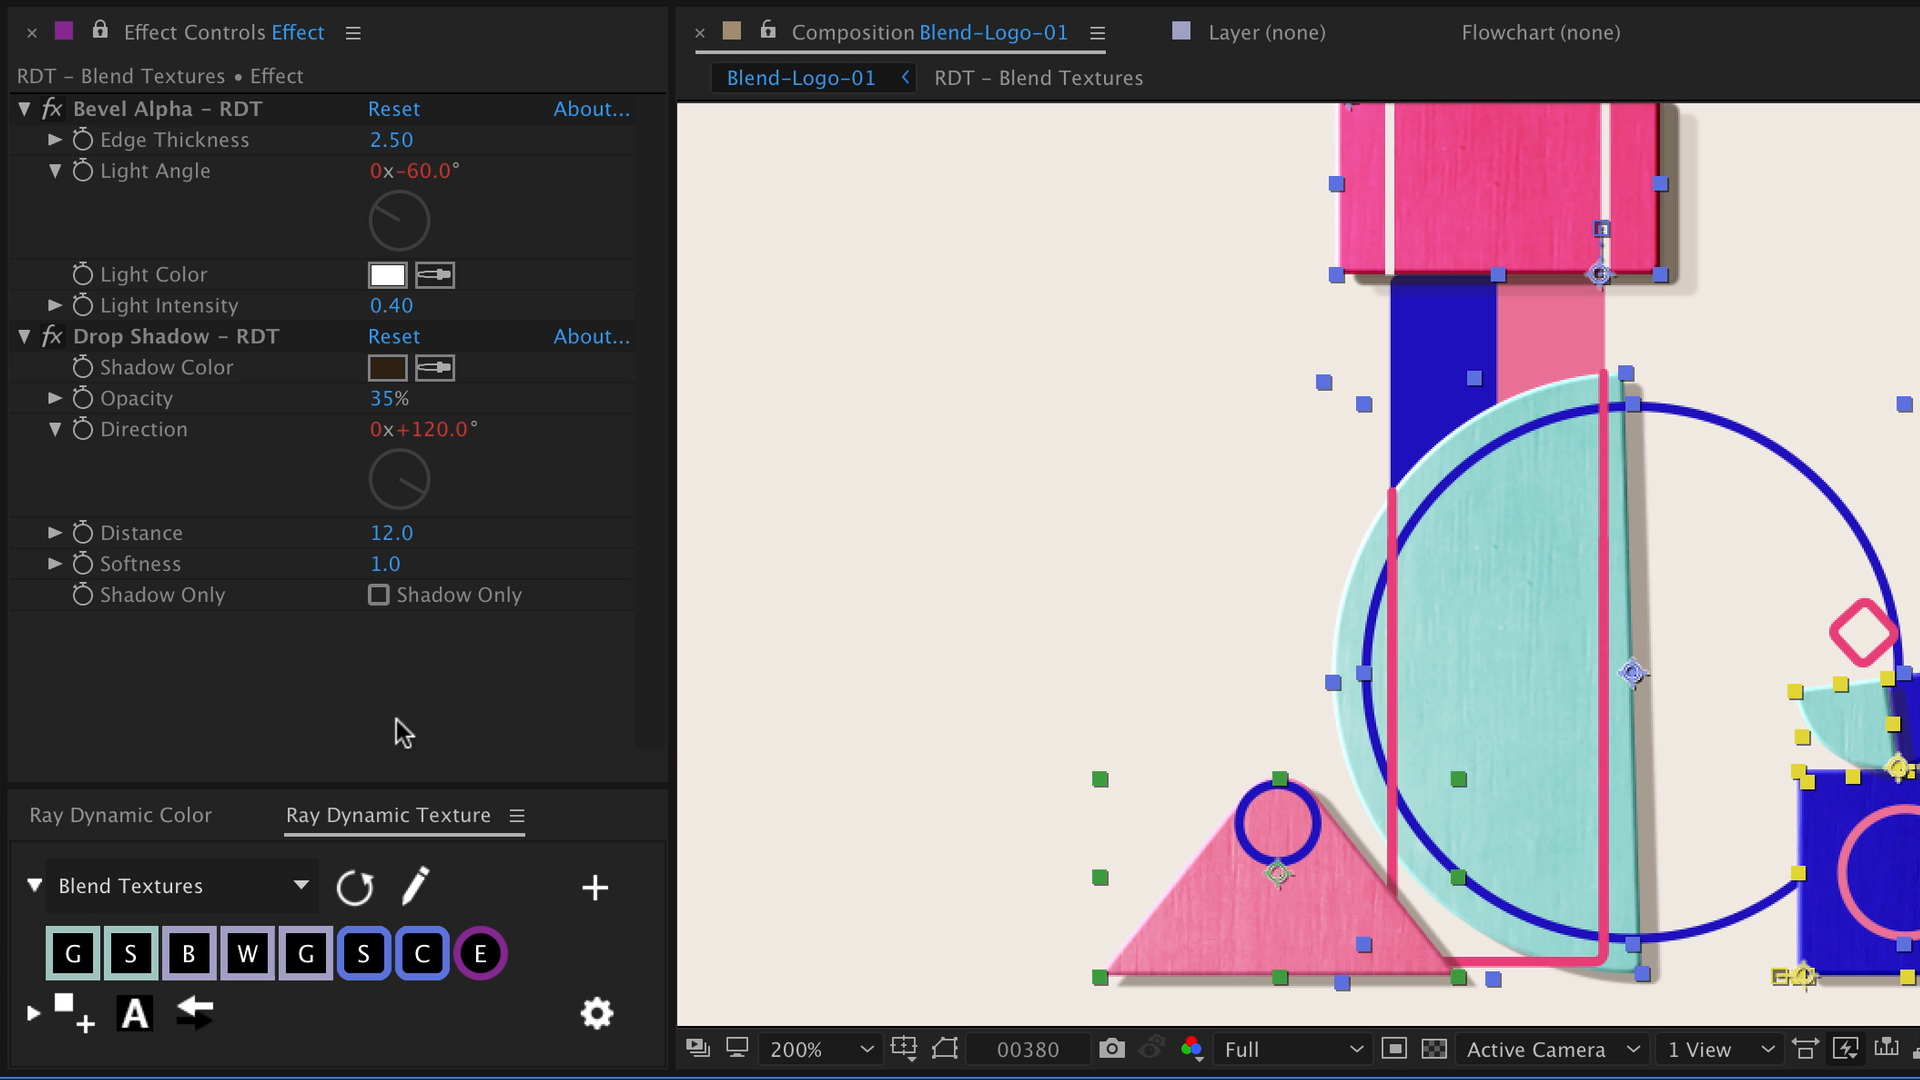 Effect Controls Effect
RDT – Blend Textures • Effect
fx Bevel Alpha – RDT Reset About...
Edge Thickness 2.50
Light Angle 0x–60.0°
Light Color
Light Intensity 0.40
fx Drop Shadow – RDT Reset About...
Shadow Color
Opacity 35%
Direction 0x+120.0°
Distance 12.0
Softness 1.0
Shadow Only Shadow Only
Ray Dynamic Color Ray Dynamic Texture
Blend Textures
G S B W G S C E
A
Composition Blend-Logo-01 Layer (none) Flowchart (none)
Blend-Logo-01 RDT – Blend Textures
200% 00380 Full Active Camera 1 View